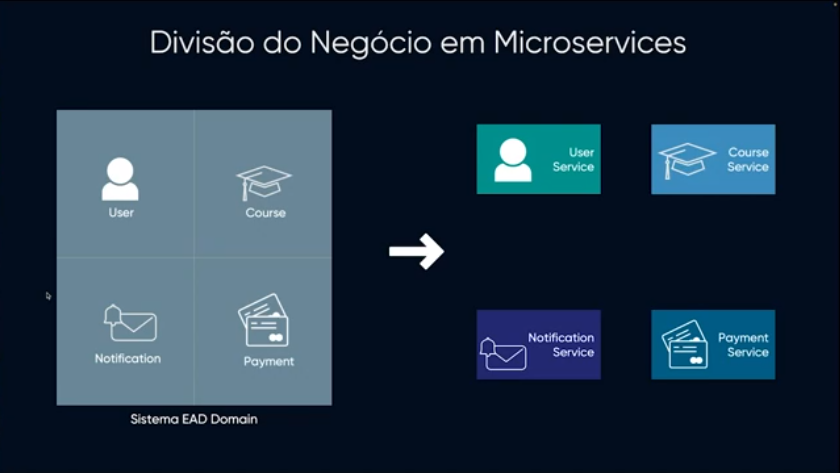 Divisão do Negócio em Microservices
User
Course
Notification
Payment
Sistema EAD Domain
User
Service
Course
Service
Notification
Service
Payment
Service